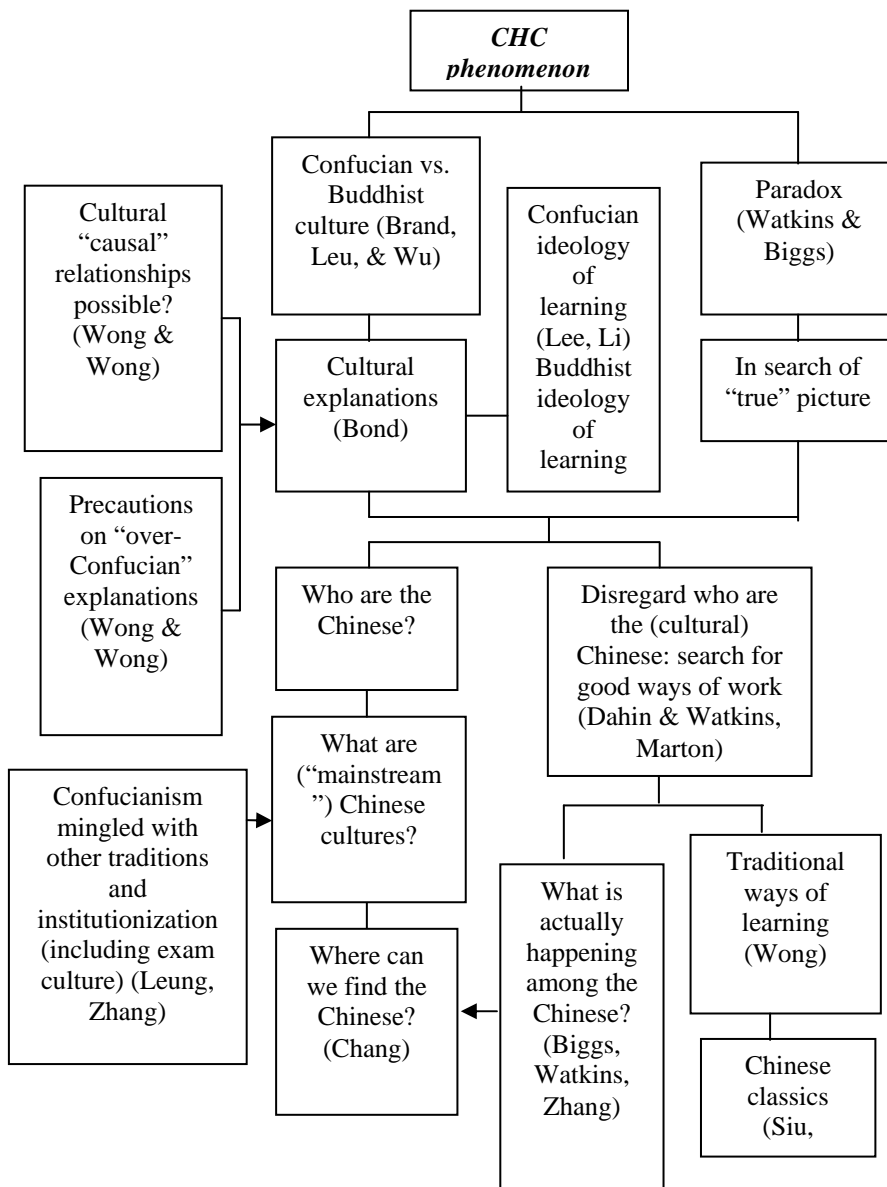 CHC
phenomenon
Confucian vs.
Buddhist
culture (Brand,
Leu, & Wu)
Paradox
(Watkins &
Biggs)
Cultural
“causal”
relationships
possible?
(Wong &
Wong)
Confucian
ideology
of
learning
(Lee, Li)
Buddhist
ideology
of
learning
Cultural
explanations
(Bond)
In search of
“true” picture
Precautions
on “over-
Confucian”
explanations
(Wong &
Wong)
Who are the
Chinese?
Disregard who are
the (cultural)
Chinese: search for
good ways of work
(Dahin & Watkins,
Marton)
What are
(“mainstream
”) Chinese
cultures?
Confucianism
mingled with
other traditions
and
institutionization
(including exam
culture) (Leung,
Zhang)
Where can
we find the
Chinese?
(Chang)
What is
actually
happening
among the
Chinese?
(Biggs,
Watkins,
Zhang)
Traditional
ways of
learning
(Wong)
Chinese
classics
(Siu,